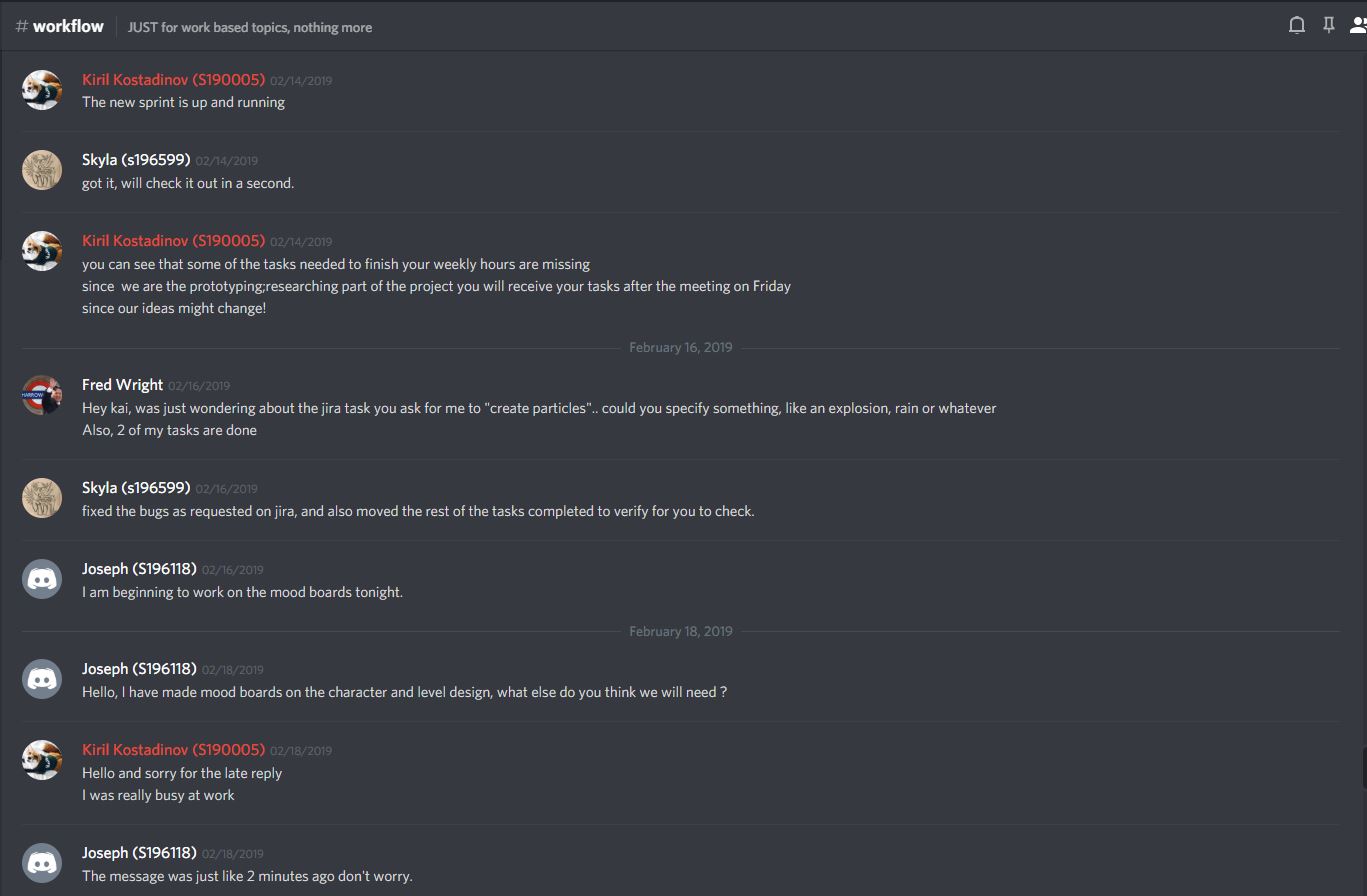 # workflow JUST for work based topics, nothing more
Kiril Kostadinov (S190005) 02/14/2019
The new sprint is up and running
Skyla (s196599) 02/14/2019
got it, will check it out in a second.
Kiril Kostadinov (S190005) 02/14/2019
you can see that some of the tasks needed to finish your weekly hours are missing
since  we are the prototyping;researching part of the project you will receive your tasks after the meeting on Friday
since our ideas might change!
February 16, 2019
Fred Wright 02/16/2019
HARROW
Hey kai, was just wondering about the jira task you ask for me to "create particles".. could you specify something, like an explosion, rain or whatever
Also, 2 of my tasks are done
Skyla (s196599) 02/16/2019
fixed the bugs as requested on jira, and also moved the rest of the tasks completed to verify for you to check.
Joseph (S196118) 02/16/2019
I am beginning to work on the mood boards tonight.
February 18, 2019
Joseph (S196118) 02/18/2019
Hello, I have made mood boards on the character and level design, what else do you think we will need ?
Kiril Kostadinov (S190005) 02/18/2019
Hello and sorry for the late reply
I was really busy at work
Joseph (S196118) 02/18/2019
The message was just like 2 minutes ago don't worry.